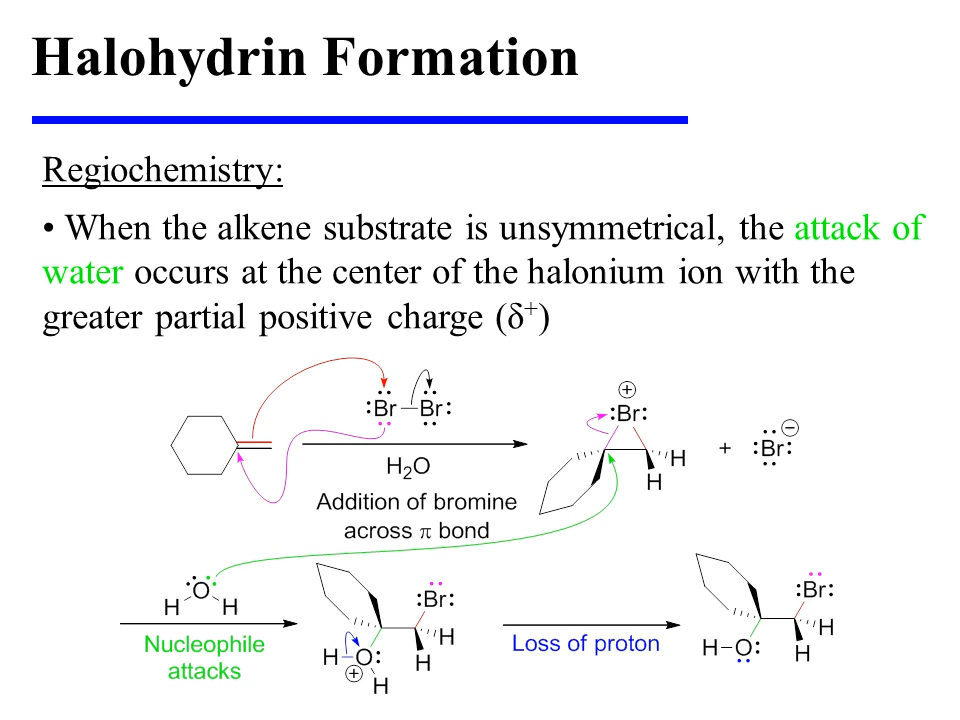 Halohydrin Formation
Regiochemistry:
• When the alkene substrate is unsymmetrical, the attack of
water occurs at the center of the halonium ion with the
greater partial positive charge (δ⁺)
Br Br
H₂O
Addition of bromine
across π bond
+
Br
H
H
+
Br
−
H O H
Nucleophile
attacks
Br
H
H
H O
+
H
Loss of proton
Br
H
H
H O